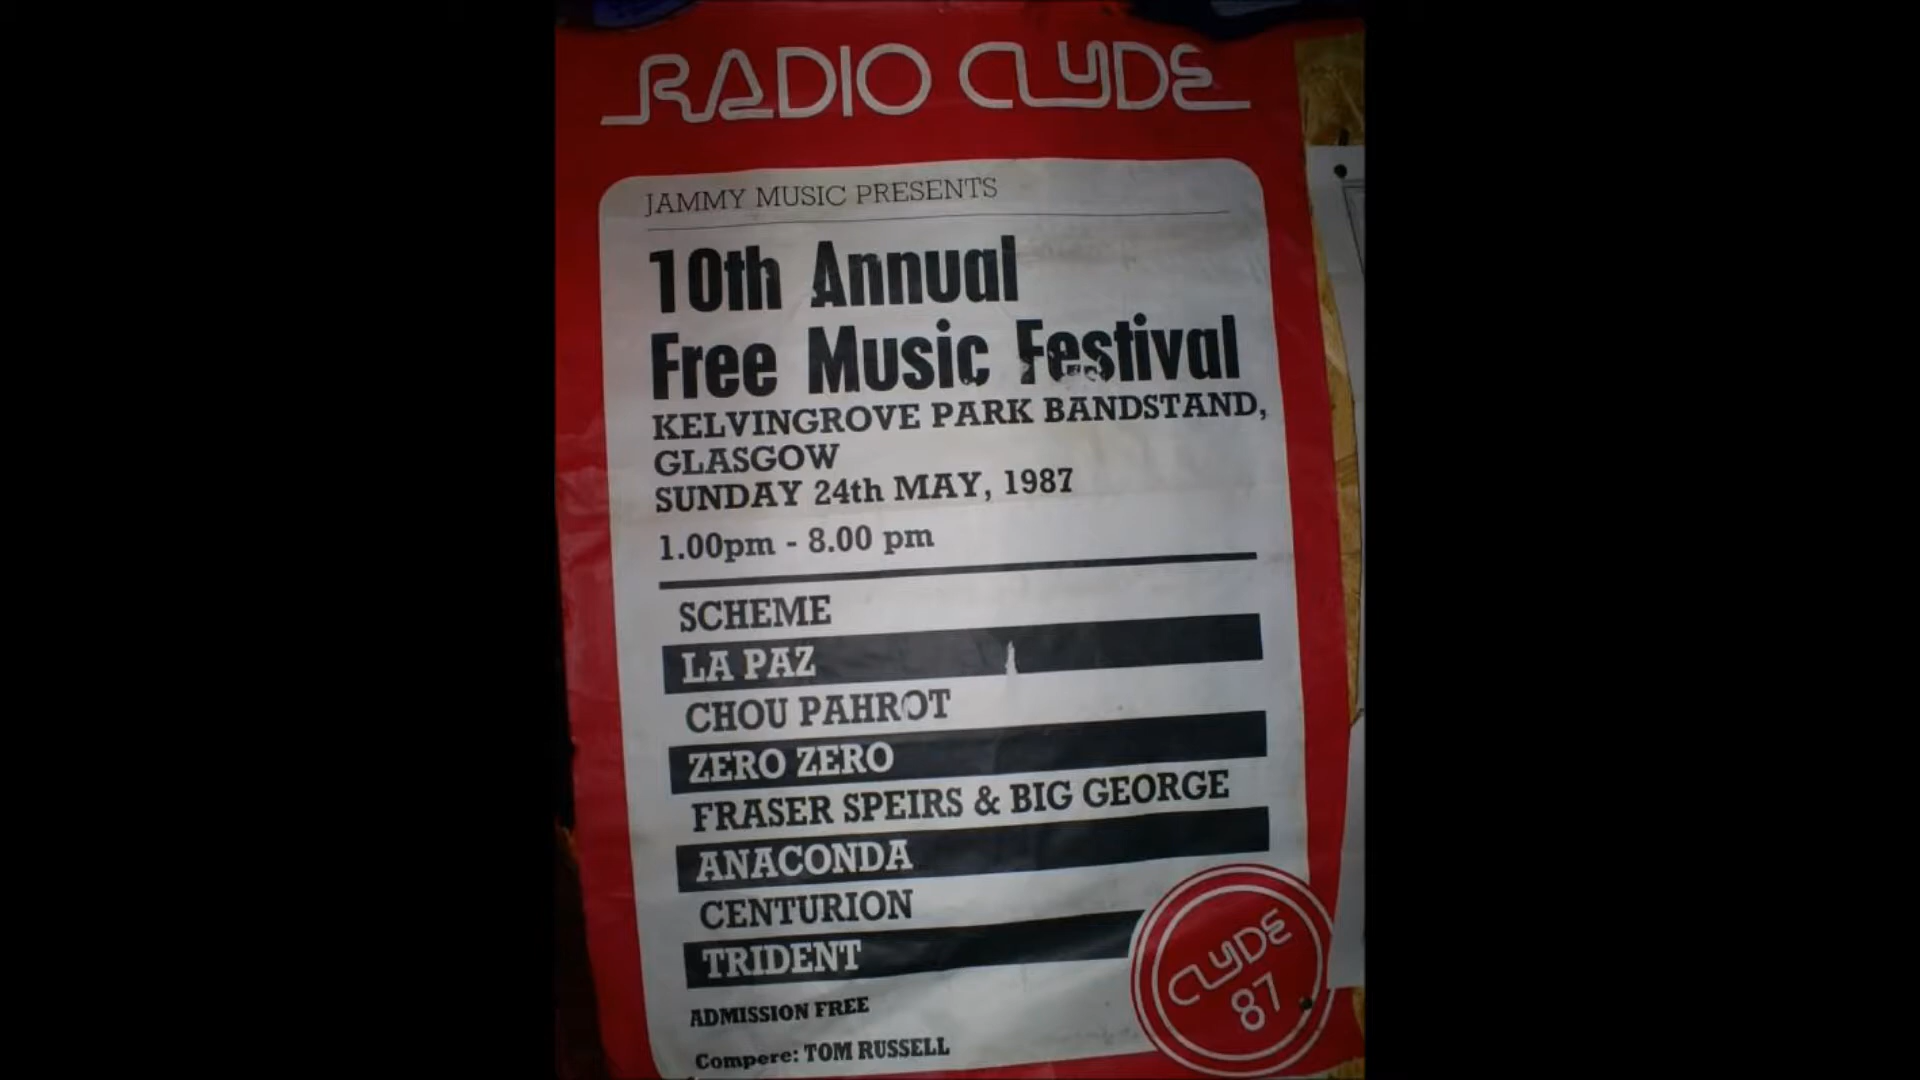 RADIO CLYDE
JAMMY MUSIC PRESENTS
10th Annual
Free Music Festival
KELVINGROVE PARK BANDSTAND,
GLASGOW
SUNDAY 24th MAY, 1987
1.00pm - 8.00 pm
SCHEME
LA PAZ
CHOU PAHROT
ZERO ZERO
FRASER SPEIRS & BIG GEORGE
ANACONDA
CENTURION
TRIDENT
ADMISSION FREE
Compere: TOM RUSSELL
CLYDE
87